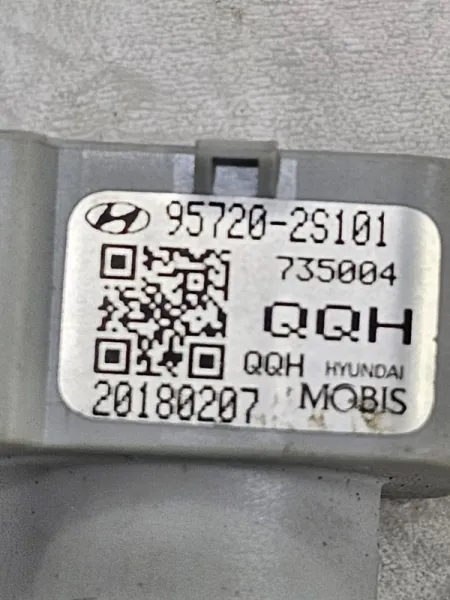 95720-2S101
735004
QQH
QQH HYUNDAI
20180207 MOBIS